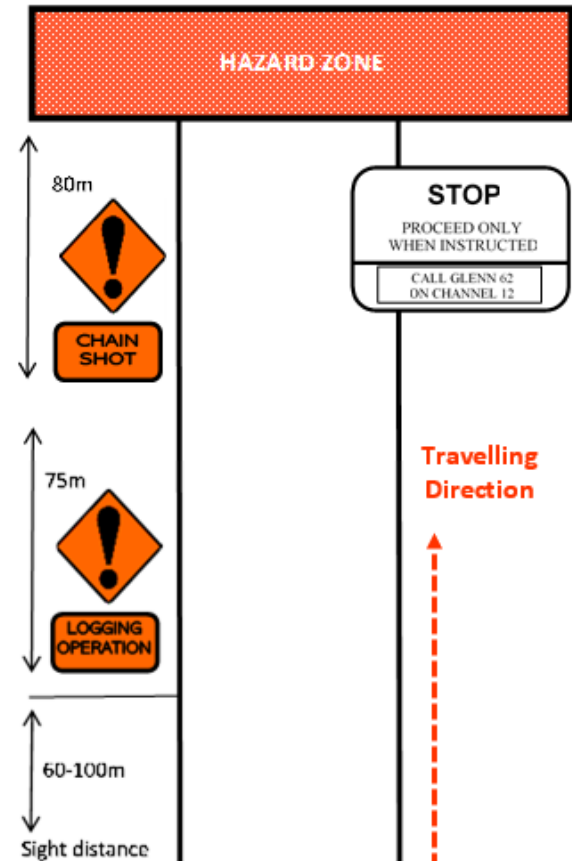 HAZARD ZONE
80m
STOP
PROCEED ONLY
WHEN INSTRUCTED
CALL GLENN 62
ON CHANNEL 12
CHAIN
SHOT
75m
Travelling
Direction
LOGGING
OPERATION
60-100m
Sight distance